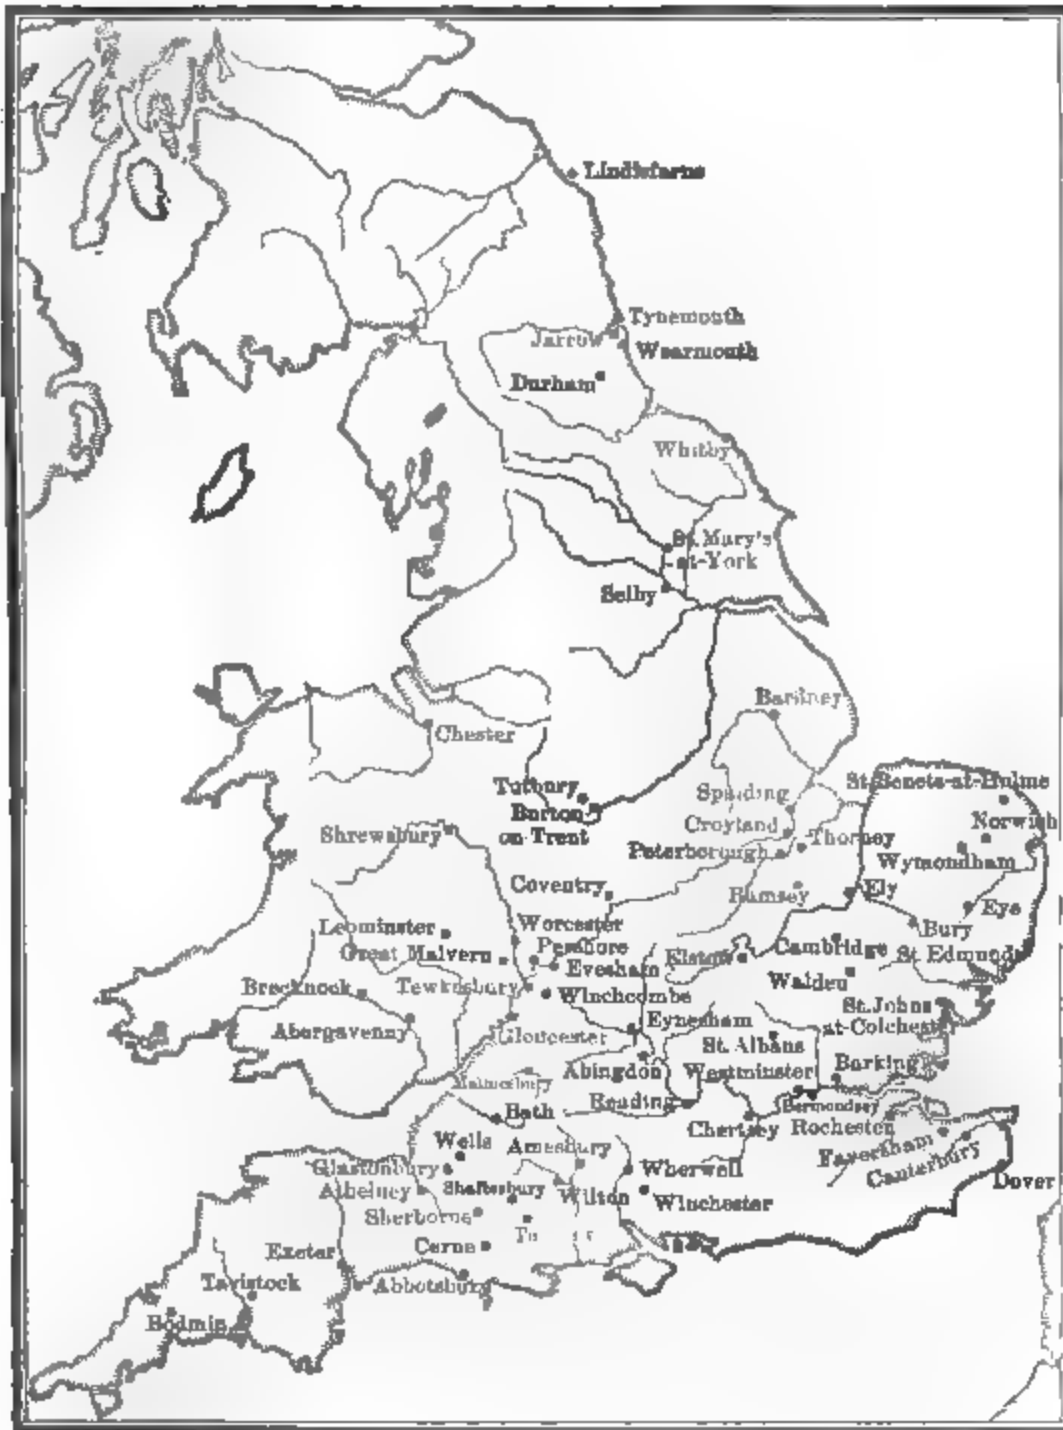 Lindisfarne
Tynemouth
Jarrow
Wearmouth
Durham
Whitby
St. Mary's
at-York
Selby
Bardney
Chester
St. Benets-at-Hulme
Tutbury
Burton
on Trent
Spalding
Croyland
Norwich
Shrewsbury
Thorney
Peterborough
Wymondham
Coventry
Ramsey
Ely
Eye
Leominster
Worcester
Bury
St. Edmunds
Great Malvern
Pershore
Evesham
Elstow
Cambridge
Walden
Brecknock
Tewkesbury
Winchcombe
St. Johns
at-Colchester
Abergavenny
Gloucester
Eynesham
St. Albans
Abingdon
Westminster
Barking
Malmesbury
Bath
Reading
Bermondsey
Chertsey
Rochester
Wells
Amesbury
Faversham
Canterbury
Glastonbury
Wherwell
Dover
Athelney
Shaftesbury
Wilton
Winchester
Sherborne
Cerne
Exeter
Abbotsbury
Tavistock
Bodmin